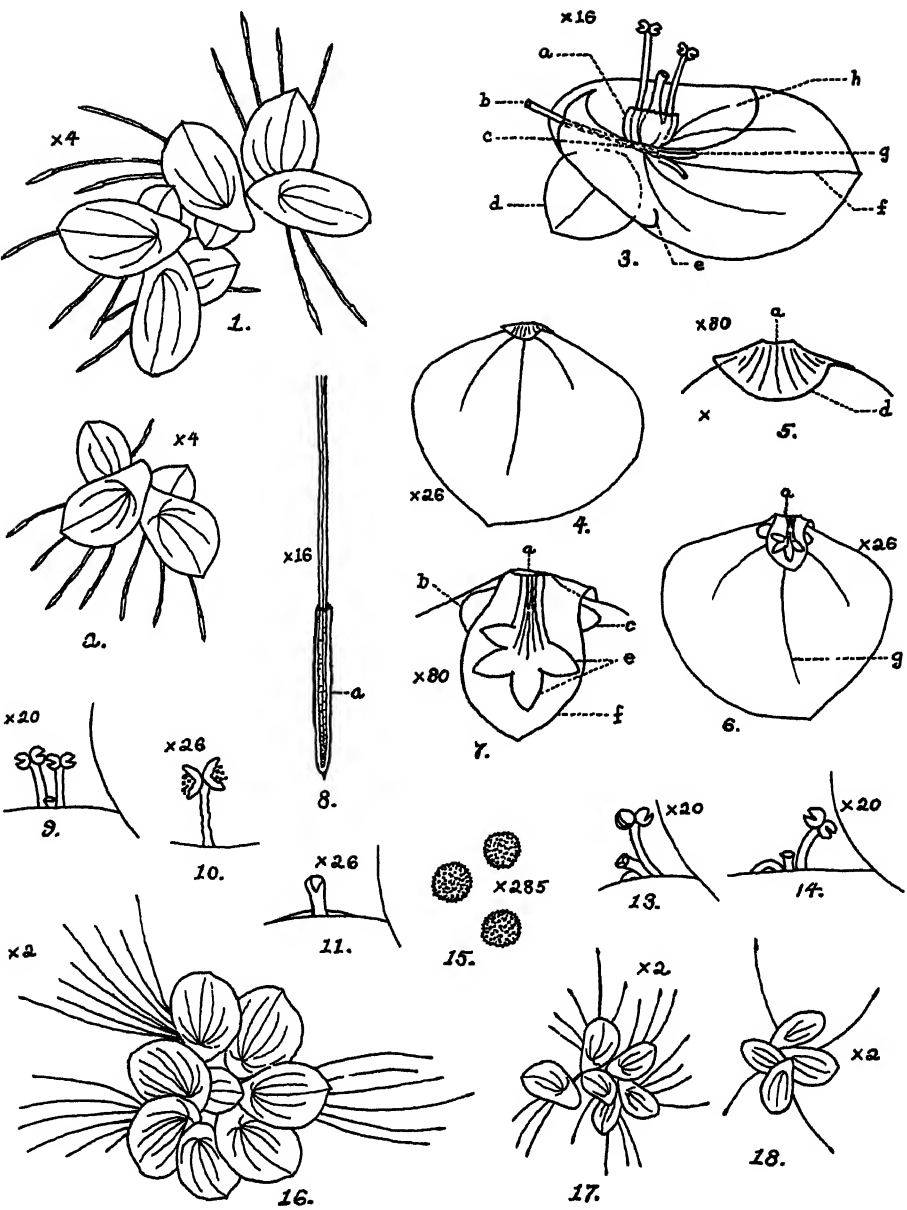 ×16
a
h
b
×4
c
g
d
f
e
3.
1.
×80
a
d
×
5.
×4
×26
4.
a
×26
a
×16
b
c
e
×80
g
a
f
2.
6.
7.
×20
×26
8.
×20
×20
9.
10.
×26
×285
13.
14.
11.
15.
×2
×2
×2
16.
17.
18.